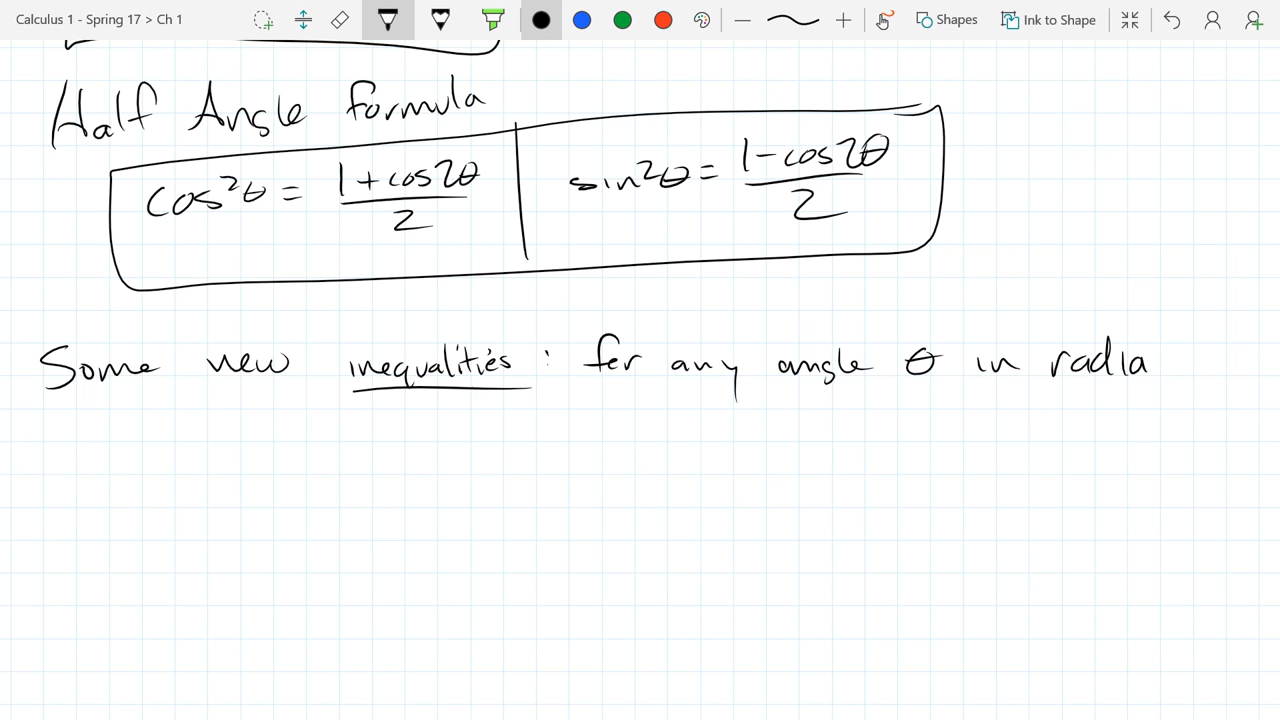 Calculus 1 - Spring 17 > Ch 1
Shapes
Ink to Shape
Half Angle Formula
cos²θ = (1+cos2θ)/2
sin²θ = (1-cos2θ)/2
Some new inequalities : for any angle θ in radia